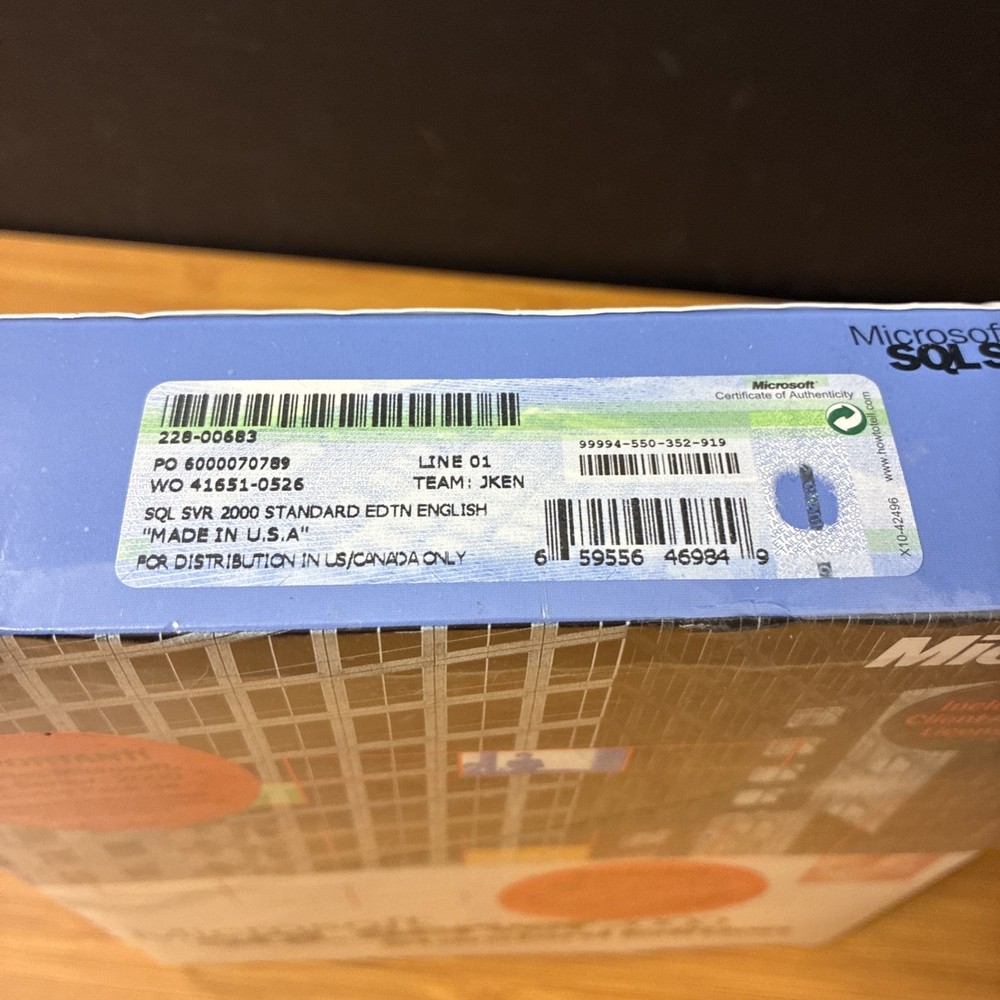 Microsof
SQL S
Microsoft
Certificate of Authenticity
228-00683
99994-550-352-919
PO 6000070789
LINE 01
WO 41651-0526
TEAM: JKEN
SQL SVR 2000 STANDARD EDTN ENGLISH
"MADE IN U.S.A"
FOR DISTRIBUTION IN US/CANADA ONLY
6 59556 46984 9
www.howtotell.com
X10-42496
Mic